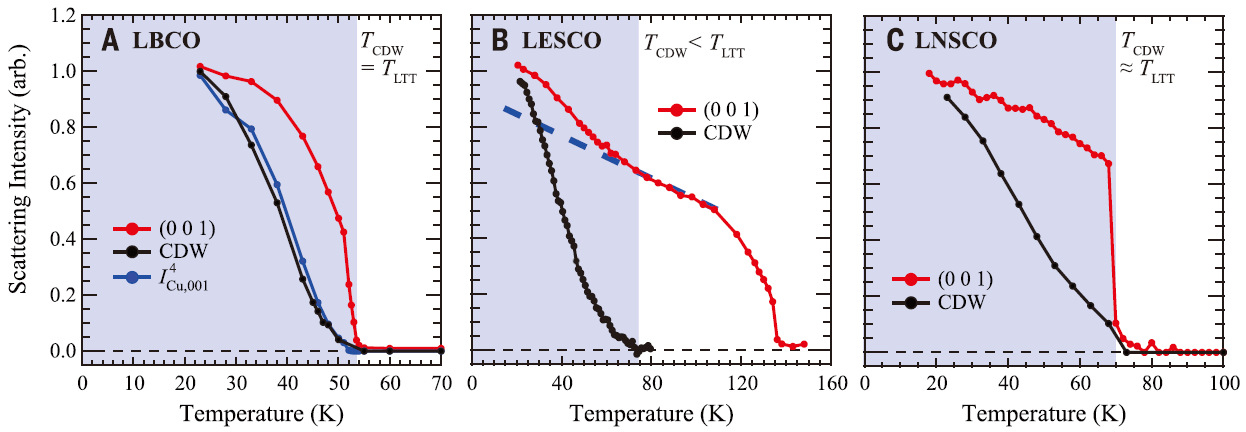 Scattering Intensity (arb.)
1.2
1.0
0.8
0.6
0.4
0.2
0.0
A LBCO
T_CDW
= T_LTT
(0 0 1)
CDW
I^4_Cu,001
0 10 20 30 40 50 60 70
Temperature (K)
B LESCO
T_CDW < T_LTT
(0 0 1)
CDW
0 40 80 120 160
Temperature (K)
C LNSCO
T_CDW
≈ T_LTT
(0 0 1)
CDW
0 20 40 60 80 100
Temperature (K)